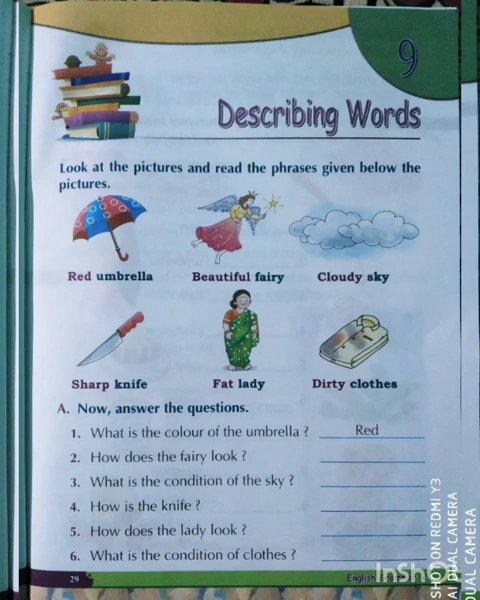 9
Describing Words
Look at the pictures and read the phrases given below the
pictures.
Red umbrella
Beautiful fairy
Cloudy sky
Sharp knife
Fat lady
Dirty clothes
A. Now, answer the questions.
1. What is the colour of the umbrella ? Red
2. How does the fairy look ?
3. What is the condition of the sky ?
4. How is the knife ?
5. How does the lady look ?
6. What is the condition of clothes ?
29
English
InShot
SHOT ON REDMI Y3
AI DUAL CAMERA
DUAL CAMERA